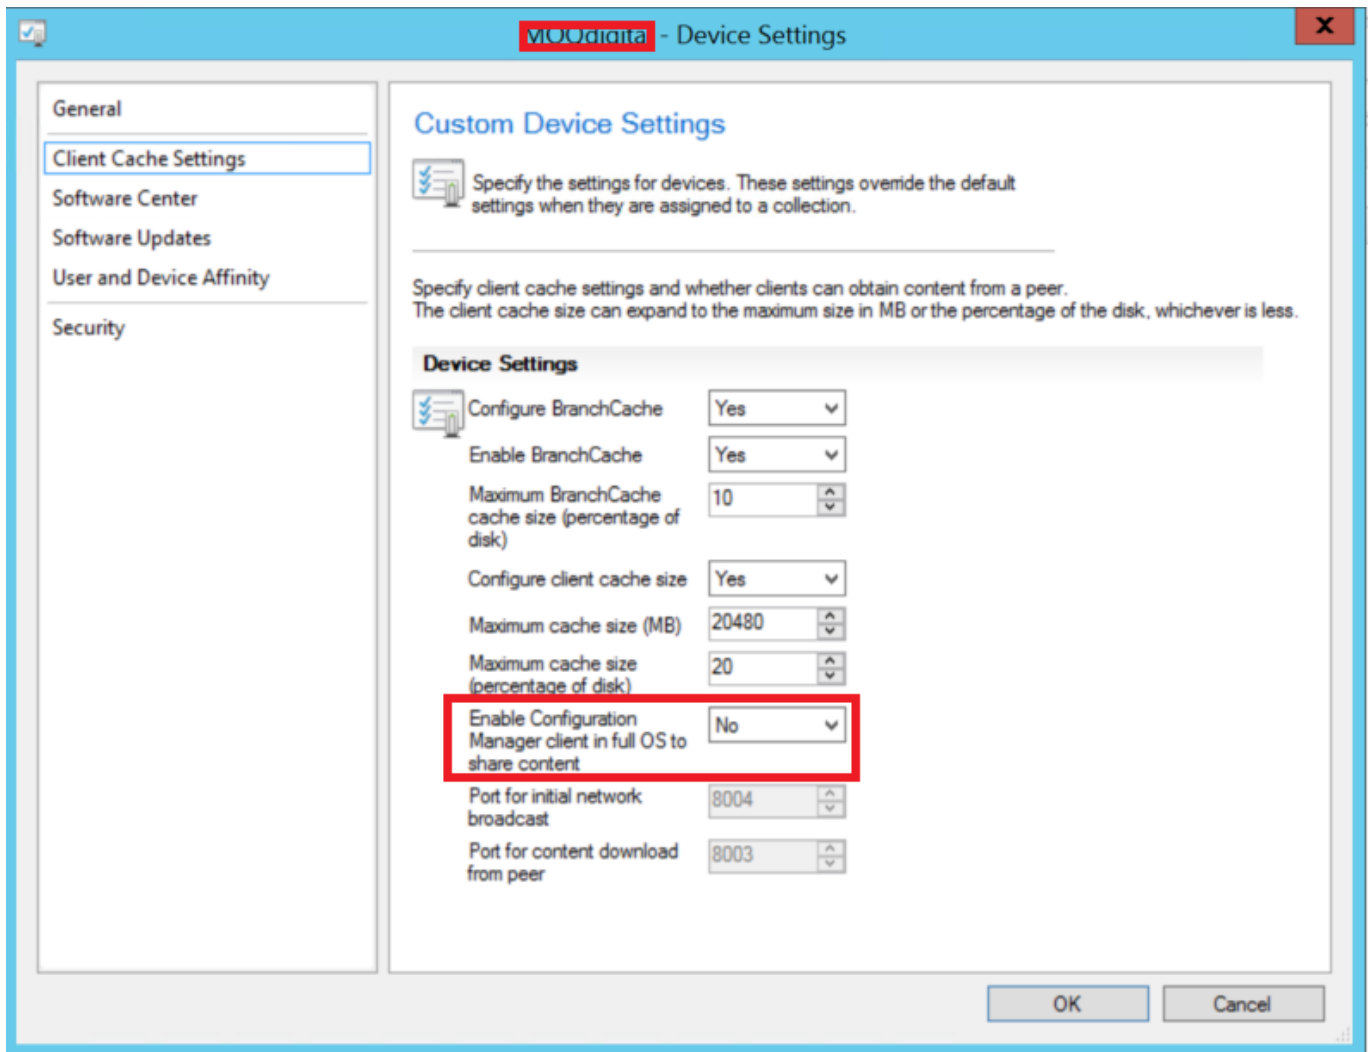 MOQdigital - Device Settings
General
Client Cache Settings
Software Center
Software Updates
User and Device Affinity
Security
Custom Device Settings
Specify the settings for devices. These settings override the default
settings when they are assigned to a collection.
Specify client cache settings and whether clients can obtain content from a peer.
The client cache size can expand to the maximum size in MB or the percentage of the disk, whichever is less.
Device Settings
Configure BranchCache Yes
Enable BranchCache Yes
Maximum BranchCache 10
cache size (percentage of
disk)
Configure client cache size Yes
Maximum cache size (MB) 20480
Maximum cache size 20
(percentage of disk)
Enable Configuration No
Manager client in full OS to
share content
Port for initial network 8004
broadcast
Port for content download 8003
from peer
OK Cancel